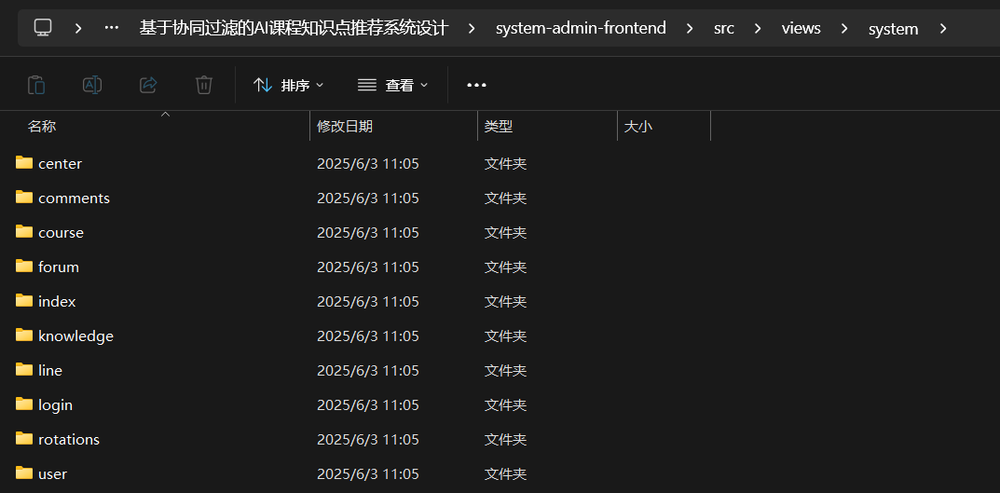 基于协同过滤的AI课程知识点推荐系统设计 system-admin-frontend src views system
排序 查看
名称 修改日期 类型 大小
center 2025/6/3 11:05 文件夹
comments 2025/6/3 11:05 文件夹
course 2025/6/3 11:05 文件夹
forum 2025/6/3 11:05 文件夹
index 2025/6/3 11:05 文件夹
knowledge 2025/6/3 11:05 文件夹
line 2025/6/3 11:05 文件夹
login 2025/6/3 11:05 文件夹
rotations 2025/6/3 11:05 文件夹
user 2025/6/3 11:05 文件夹